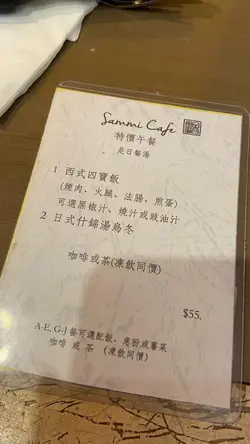 Sammi Cafe
特價午餐
是日餐湯
1 西式四寶飯
(腿肉、火腿、法腸、煎蛋)
可選黑椒汁、燒汁或豉油汁
2 日式什錦湯烏冬
咖啡或茶(凍飲同價)
$55.
A-E, G-J 餐可選配飯、意粉或薯菜
咖啡 或 茶 (凍飲同價)